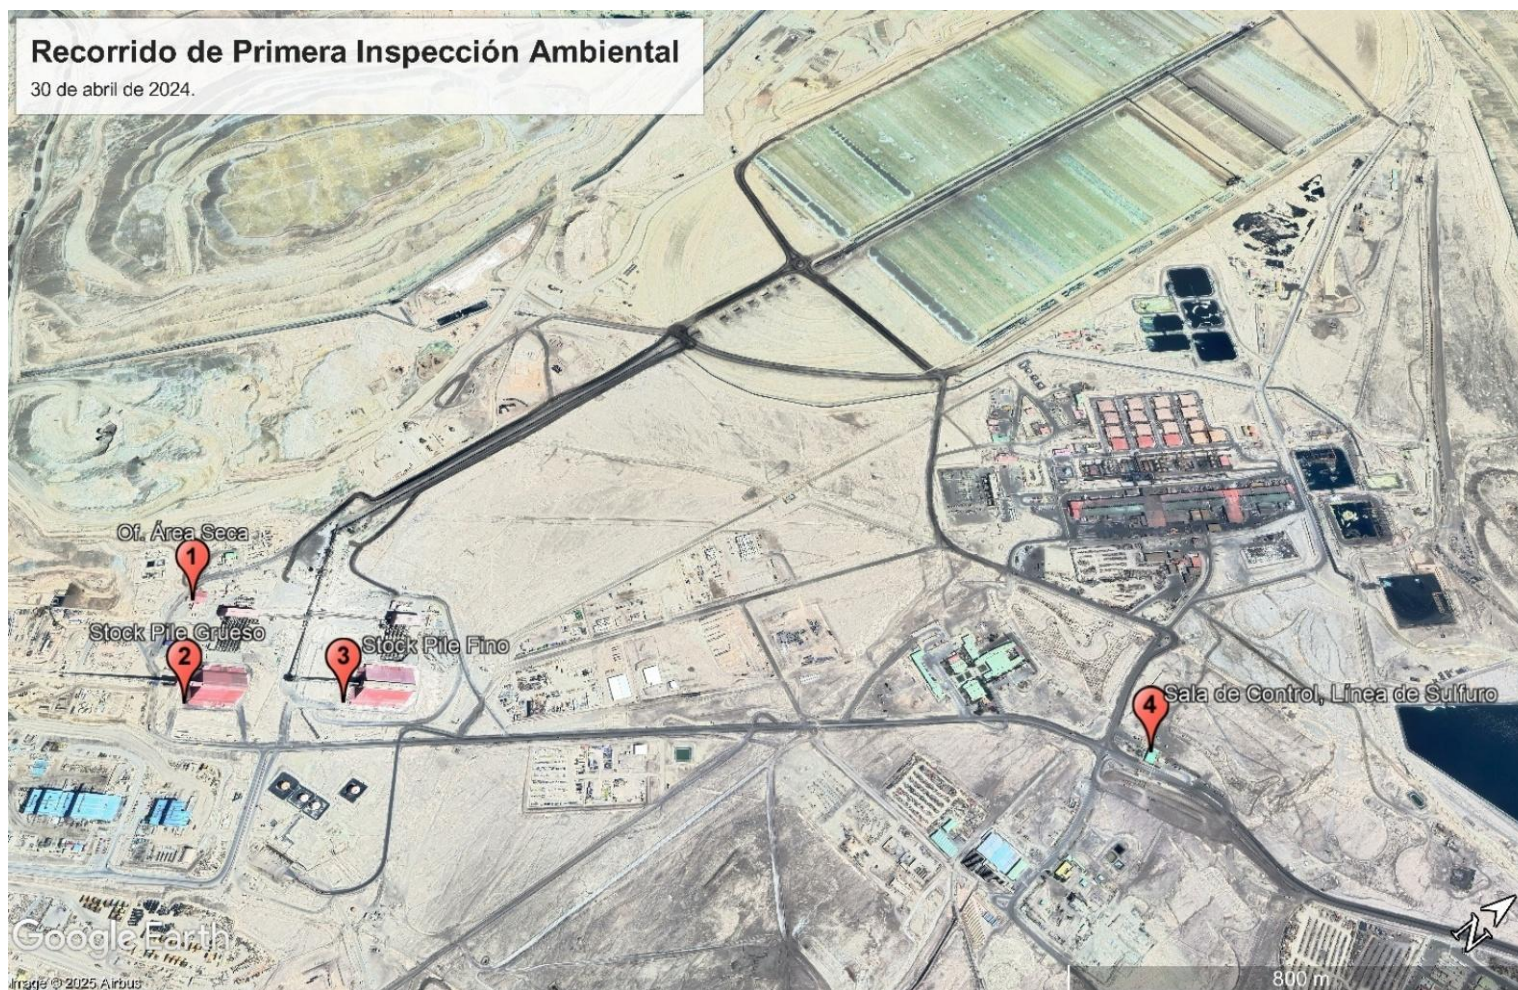 Recorrido de Primera Inspección Ambiental
30 de abril de 2024.
Of. Área Seca
1
Stock Pile Grueso
2
3
Stock Pile Fino
4
Sala de Control, Línea de Sulfuro
Google Earth
Image © 2025 Airbus
N
800 m